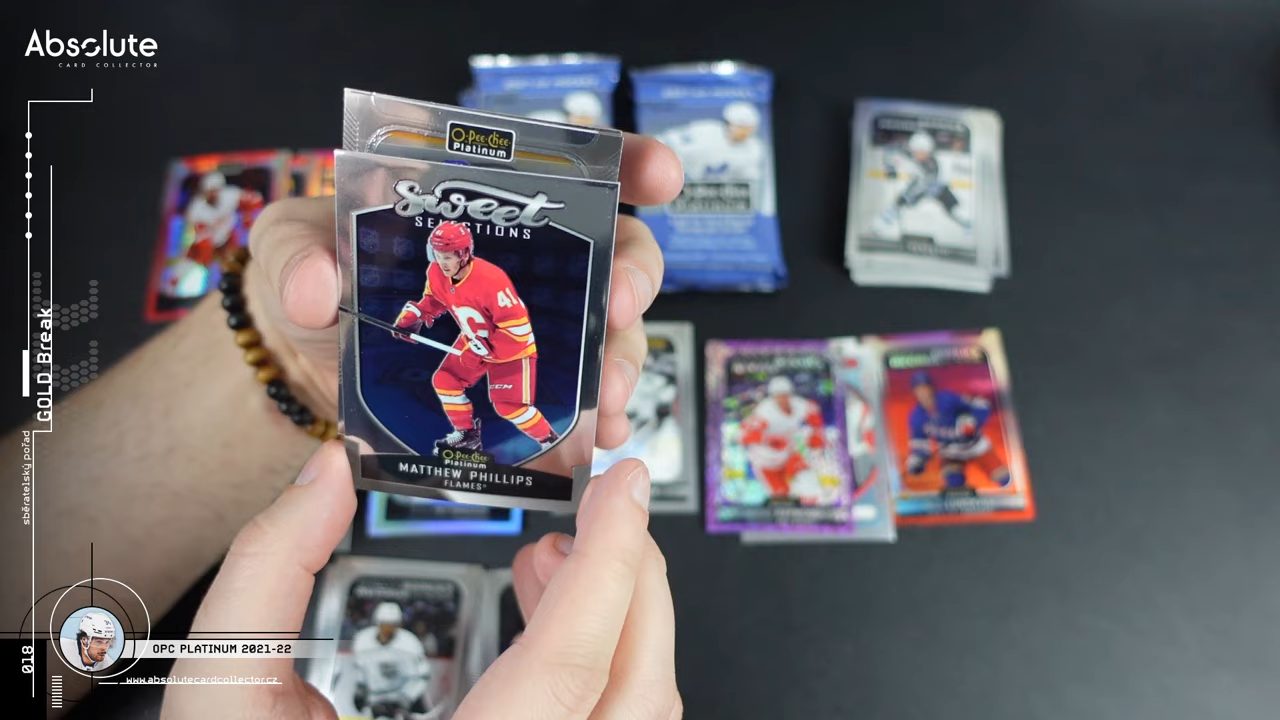 Absolute
CARD COLLECTOR
O-Pee-Chee
Platinum
Sweet
SELECTIONS
41
CCM
O-Pee-Chee
Platinum
MATTHEW PHILLIPS
FLAMES
GOLD Break
sběratelský pořad
018
OPC PLATINUM 2021-22
www.absolutecardcollector.cz